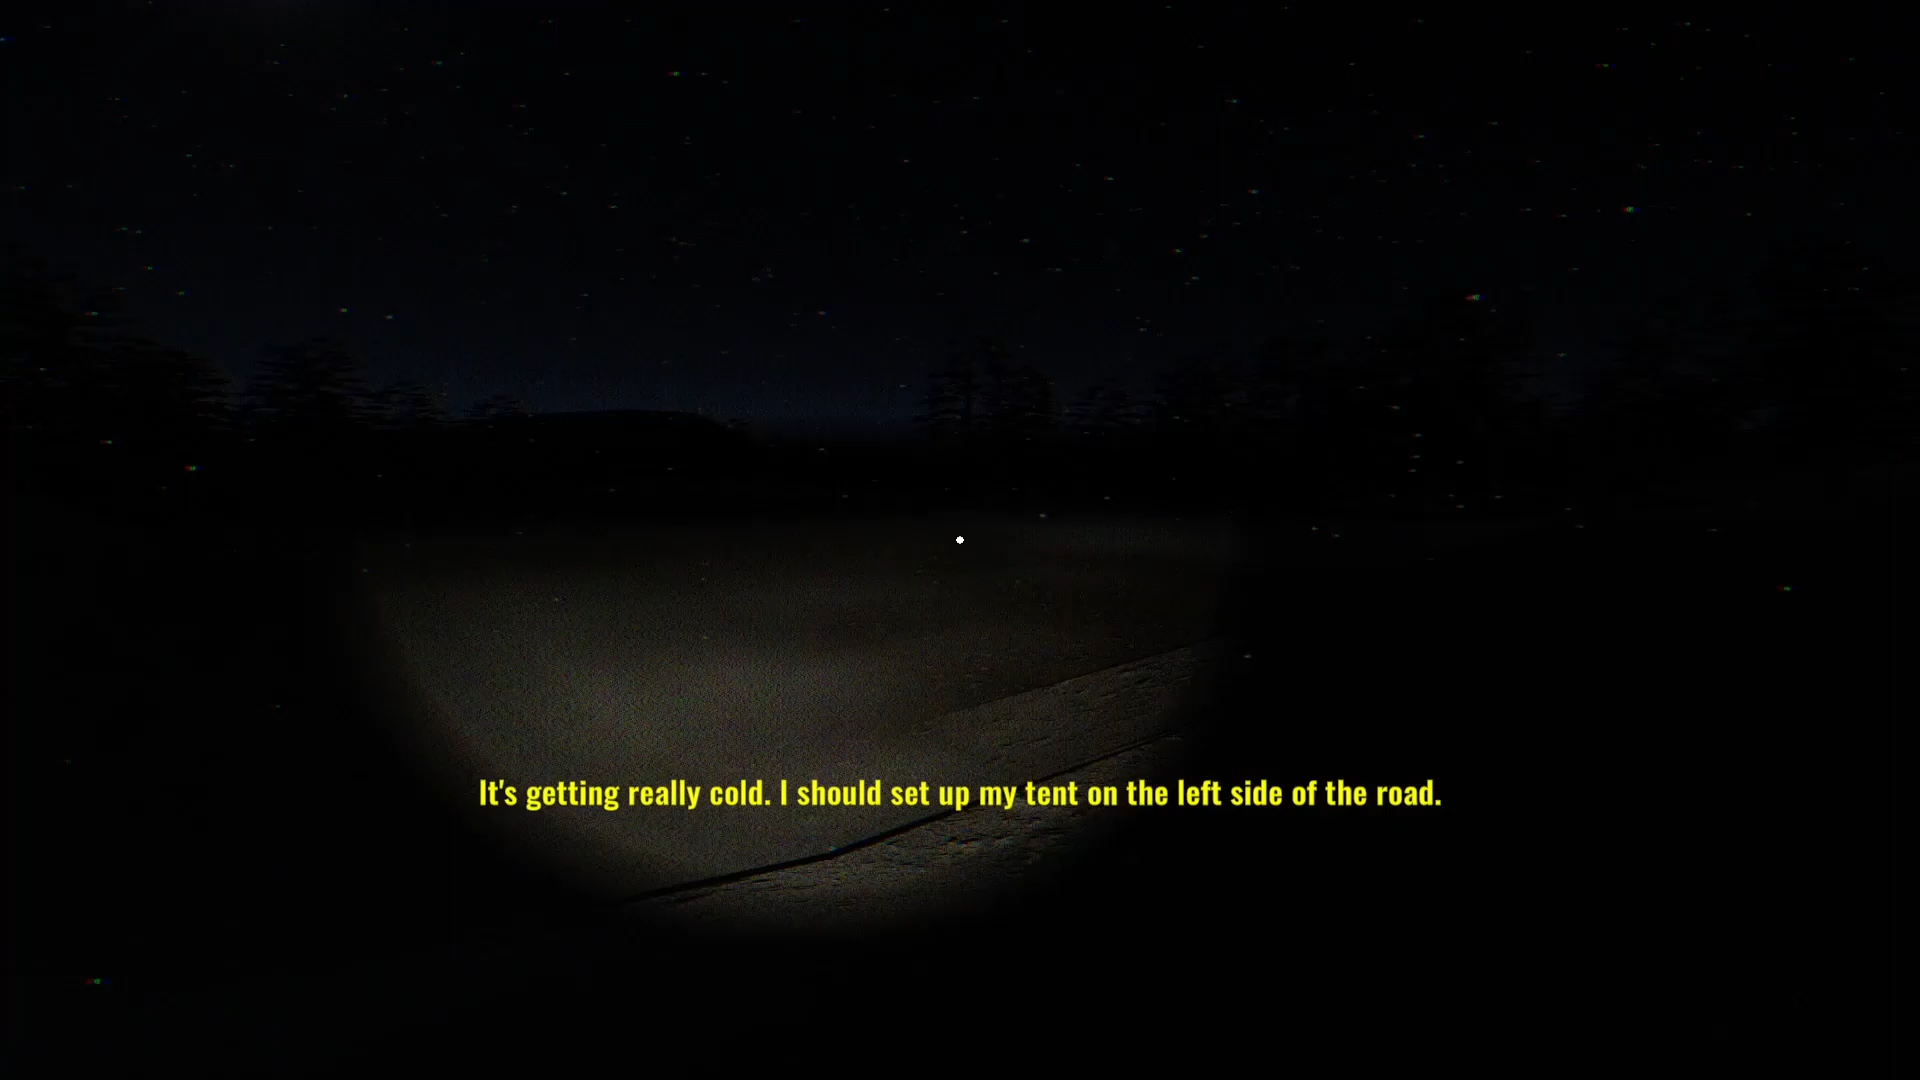 It's getting really cold. I should set up my tent on the left side of the road.